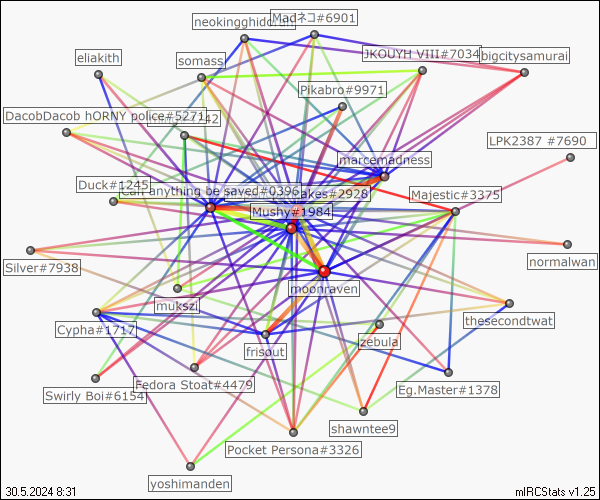 neokingghidorah
Madネコ#6901
eliakith
somass
JKOUYH VIII#7034
bigcitysamurai
Pikabro#9971
DacobDacob hORNY police#5271
42
LPK2387 #7690
marcemadness
Duck#1245
Can anything be saved#0396
akes#2928
Majestic#3375
Mushy#1984
Silver#7938
normalwan
moonraven
mukszi
Cypha#1717
thesecondtwat
zebula
frisout
Swirly Boi#6154
Fedora Stoat#4479
Eg.Master#1378
shawntee9
Pocket Persona#3326
yoshimanden
30.5.2024 8:31
mIRCStats v1.25